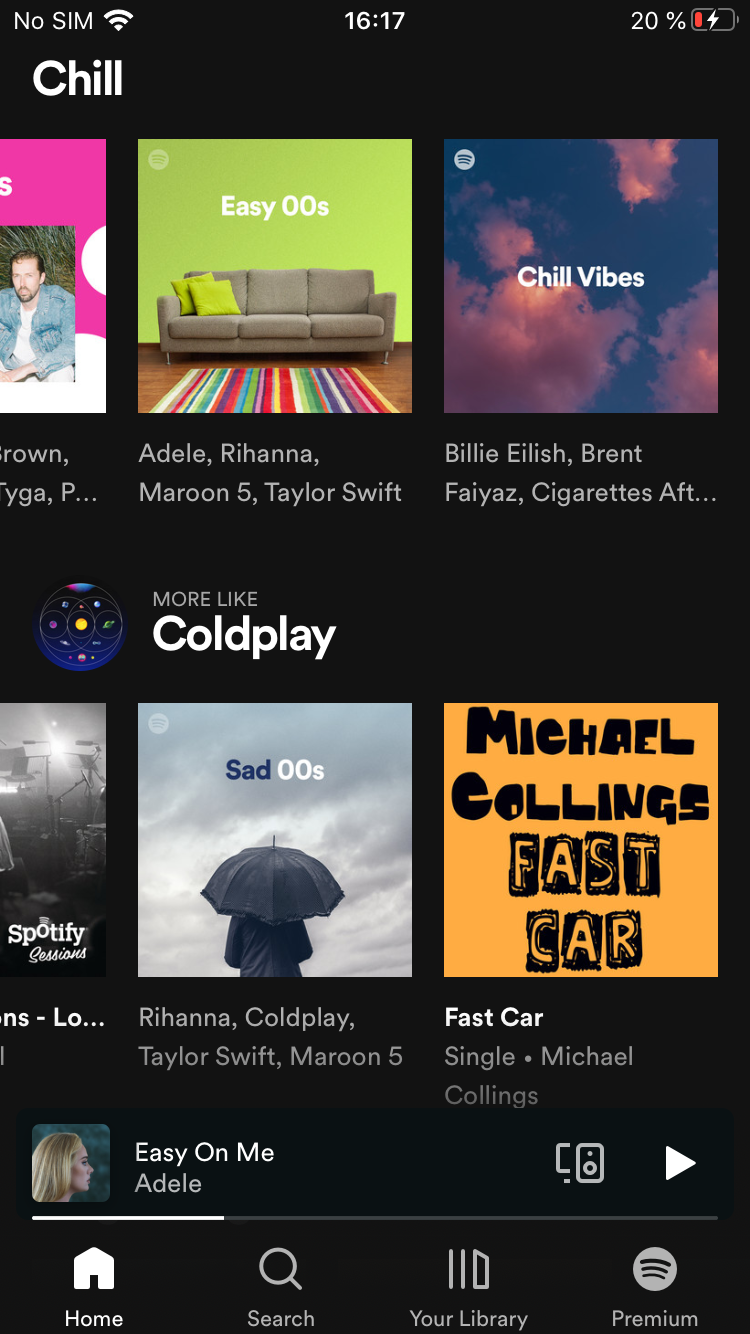 No SIM
16:17
20 %
Chill
s
Easy 00s
Chill Vibes
Brown,
Tyga, P...
Adele, Rihanna,
Maroon 5, Taylor Swift
Billie Eilish, Brent
Faiyaz, Cigarettes Aft...
MORE LIKE
Coldplay
Spotify
Sessions
Sad 00s
MICHAEL
COLLINGS
FAST
CAR
ons - Lo...
l
Rihanna, Coldplay,
Taylor Swift, Maroon 5
Fast Car
Single • Michael
Collings
Easy On Me
Adele
Home
Search
Your Library
Premium